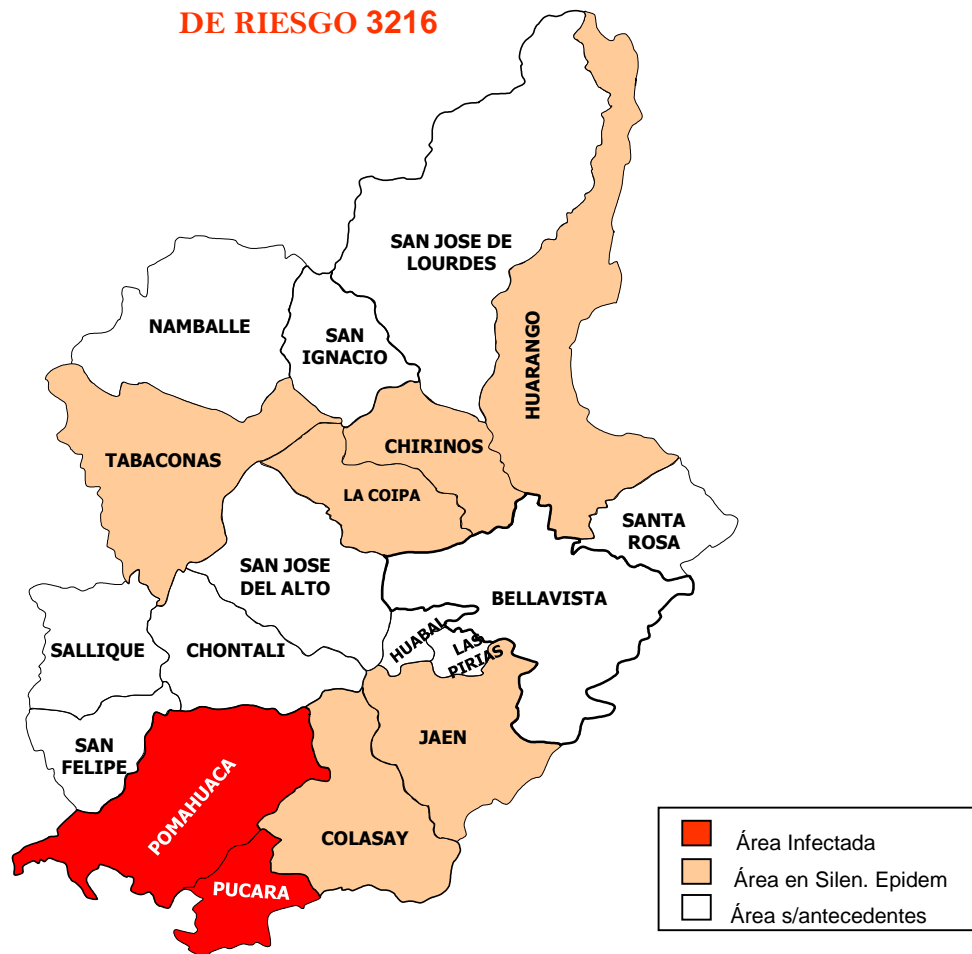 DE RIESGO 3216
SAN JOSE DE
LOURDES
NAMBALLE
SAN
IGNACIO
HUARANGO
TABACONAS
CHIRINOS
LA COIPA
SANTA
ROSA
SAN JOSE
DEL ALTO
BELLAVISTA
HUABAL
LAS
PIRIAS
SALLIQUE
CHONTALI
SAN
FELIPE
JAEN
POMAHUACA
COLASAY
PUCARA
Área Infectada
Área en Silen. Epidem
Área s/antecedentes